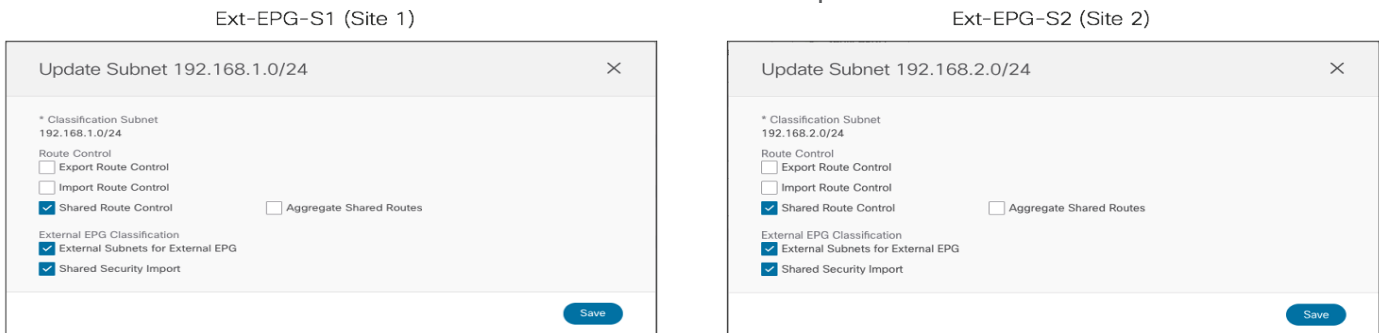 Ext-EPG-S1 (Site 1)
Update Subnet 192.168.1.0/24
* Classification Subnet
192.168.1.0/24
Route Control
Export Route Control
Import Route Control
Shared Route Control
Aggregate Shared Routes
External EPG Classification
External Subnets for External EPG
Shared Security Import
Save
Ext-EPG-S2 (Site 2)
Update Subnet 192.168.2.0/24
* Classification Subnet
192.168.2.0/24
Route Control
Export Route Control
Import Route Control
Shared Route Control
Aggregate Shared Routes
External EPG Classification
External Subnets for External EPG
Shared Security Import
Save